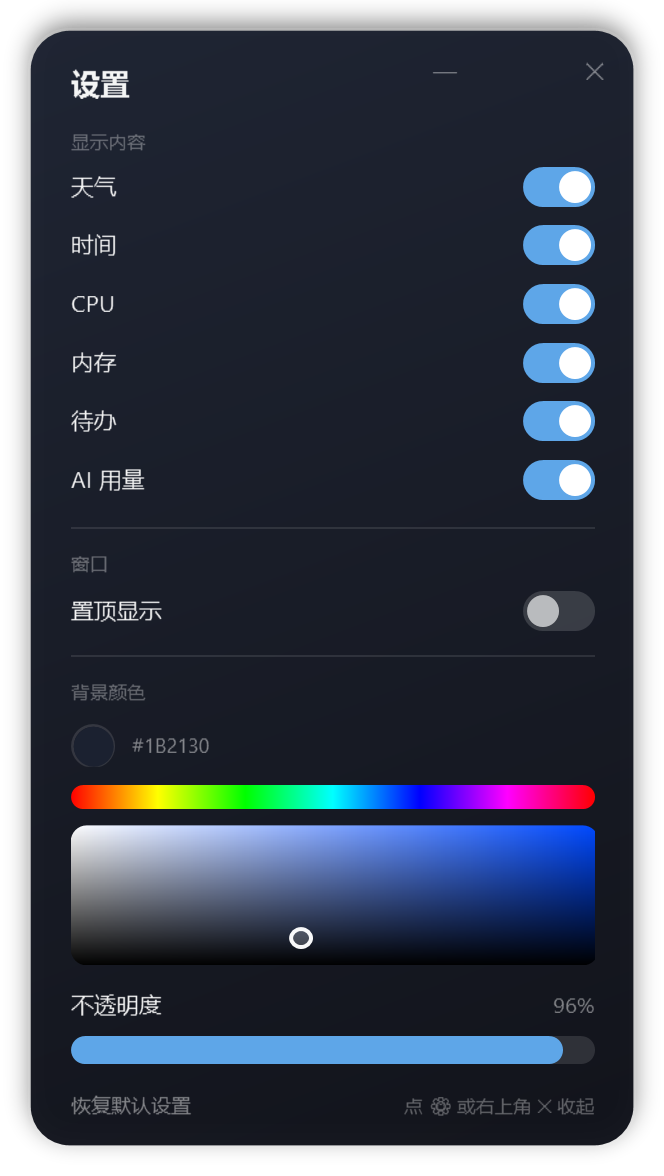 设置
显示内容
天气
时间
CPU
内存
待办
AI 用量
窗口
置顶显示
背景颜色
#1B2130
不透明度 96%
恢复默认设置 点 ⚙ 或右上角 ╳ 收起